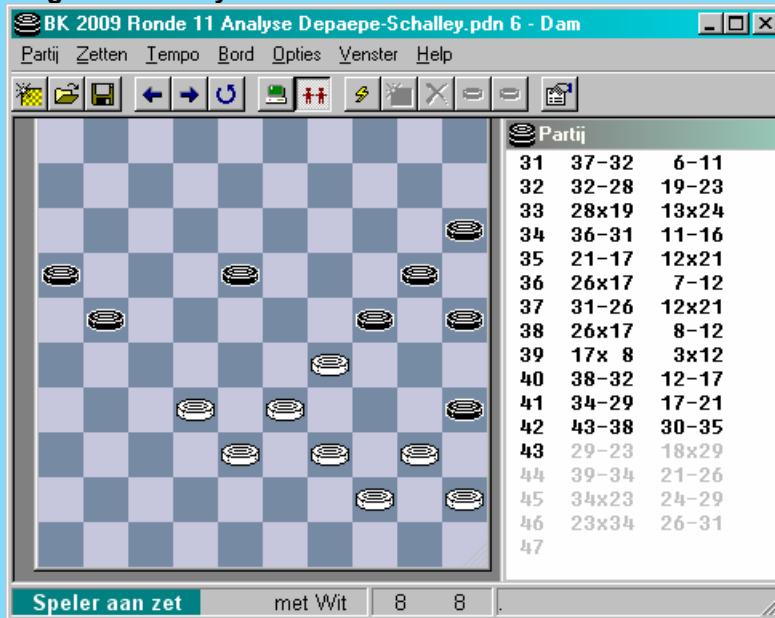 BK 2009 Ronde 11 Analyse Depaepe-Schalley.pdn 6 - Dam
Partij Zetten Tempo Bord Opties Venster Help
Partij
31 37-32 6-11
32 32-28 19-23
33 28x19 13x24
34 36-31 11-16
35 21-17 12x21
36 26x17 7-12
37 31-26 12x21
38 26x17 8-12
39 17x 8 3x12
40 38-32 12-17
41 34-29 17-21
42 43-38 30-35
43 29-23 18x29
44 39-34 21-26
45 34x23 24-29
46 23x34 26-31
47
Speler aan zet met Wit 8 8 .